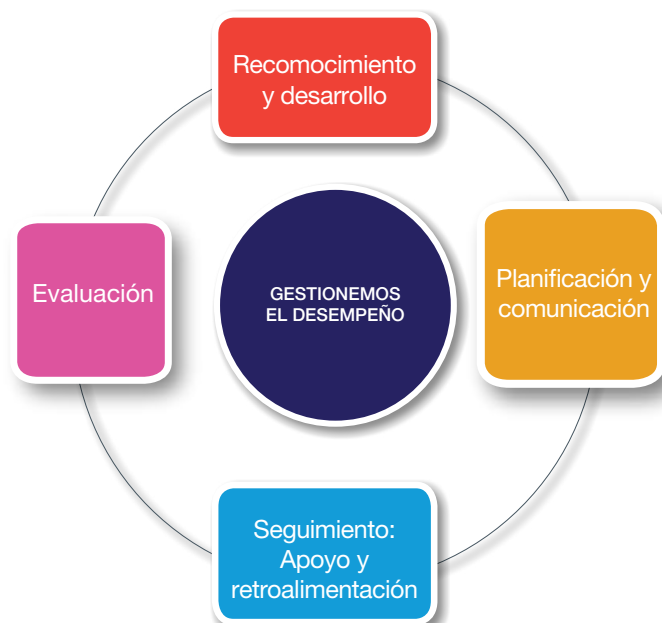 Recomocimiento
y desarrollo
Evaluación
GESTIONEMOS
EL DESEMPEÑO
Planificación y
comunicación
Seguimiento:
Apoyo y
retroalimentación